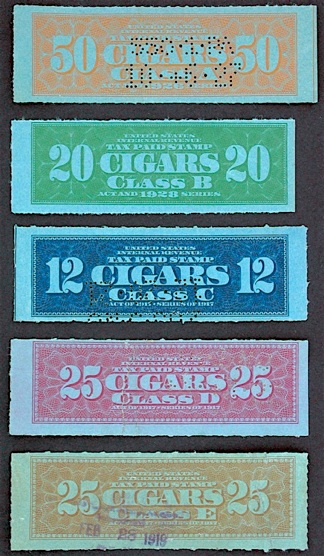 50 CIGARS 50
CLASS A
ACT 1926 SERIES
UNITED STATES
INTERNAL REVENUE
TAX PAID STAMP
20 CIGARS 20
CLASS B
ACT AND 1928 SERIES
UNITED STATES
INTERNAL REVENUE
TAX PAID STAMP
12 CIGARS 12
CLASS C
ACT OF 1917 • SERIES OF 1917
UNITED STATES
INTERNAL REVENUE
TAX PAID STAMP
25 CIGARS 25
CLASS D
ACT OF 1917 • SERIES OF 1917
UNITED STATES
INTERNAL REVENUE
TAX PAID STAMP
25 CIGARS 25
E
FEB 1919